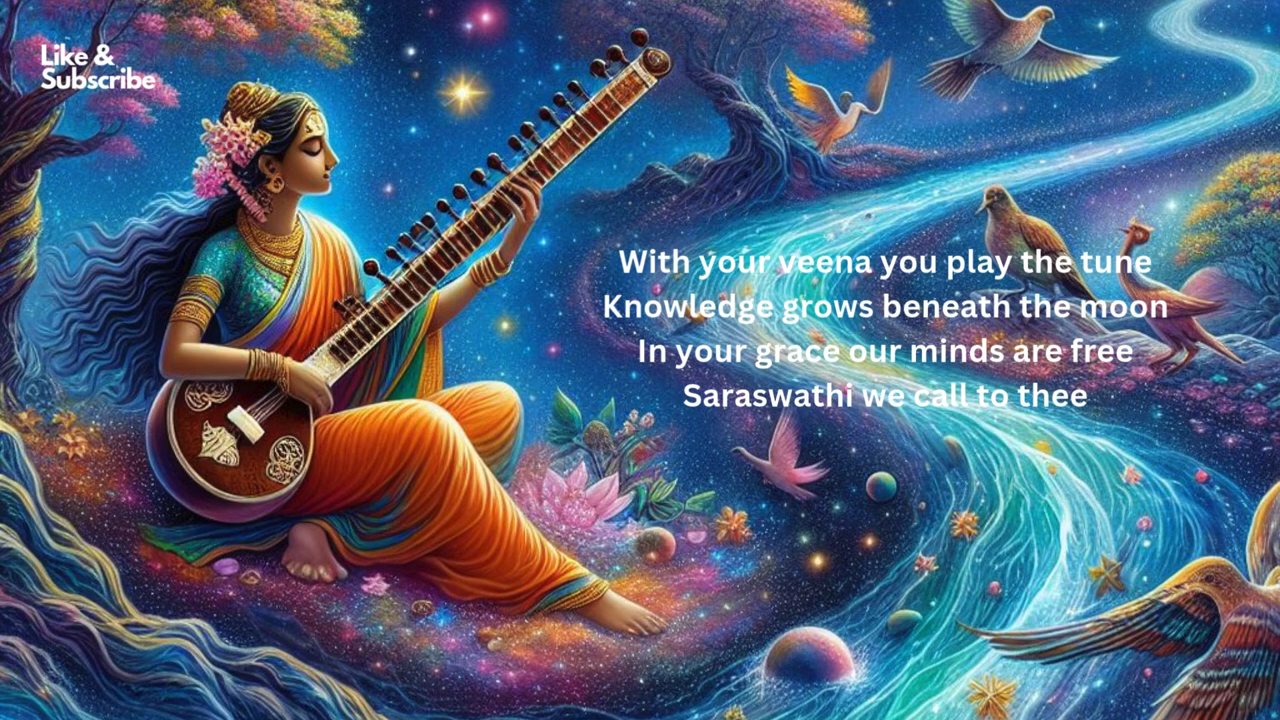 Like &
Subscribe
With your veena you play the tune
Knowledge grows beneath the moon
In your grace our minds are free
Saraswathi we call to thee